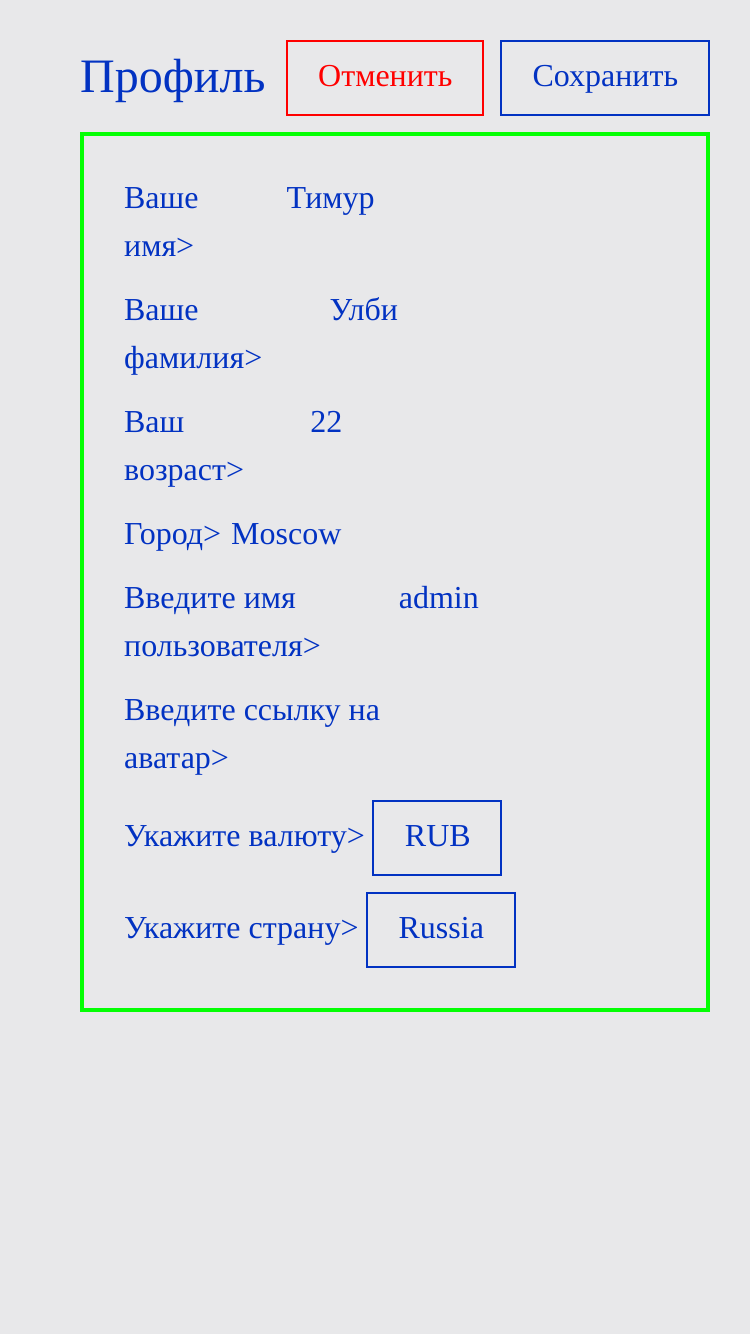 Профиль Отменить Сохранить
Ваше Тимур
имя>
Ваше Улби
фамилия>
Ваш 22
возраст>
Город> Moscow
Введите имя admin
пользователя>
Введите ссылку на
аватар>
Укажите валюту> RUB
Укажите страну> Russia